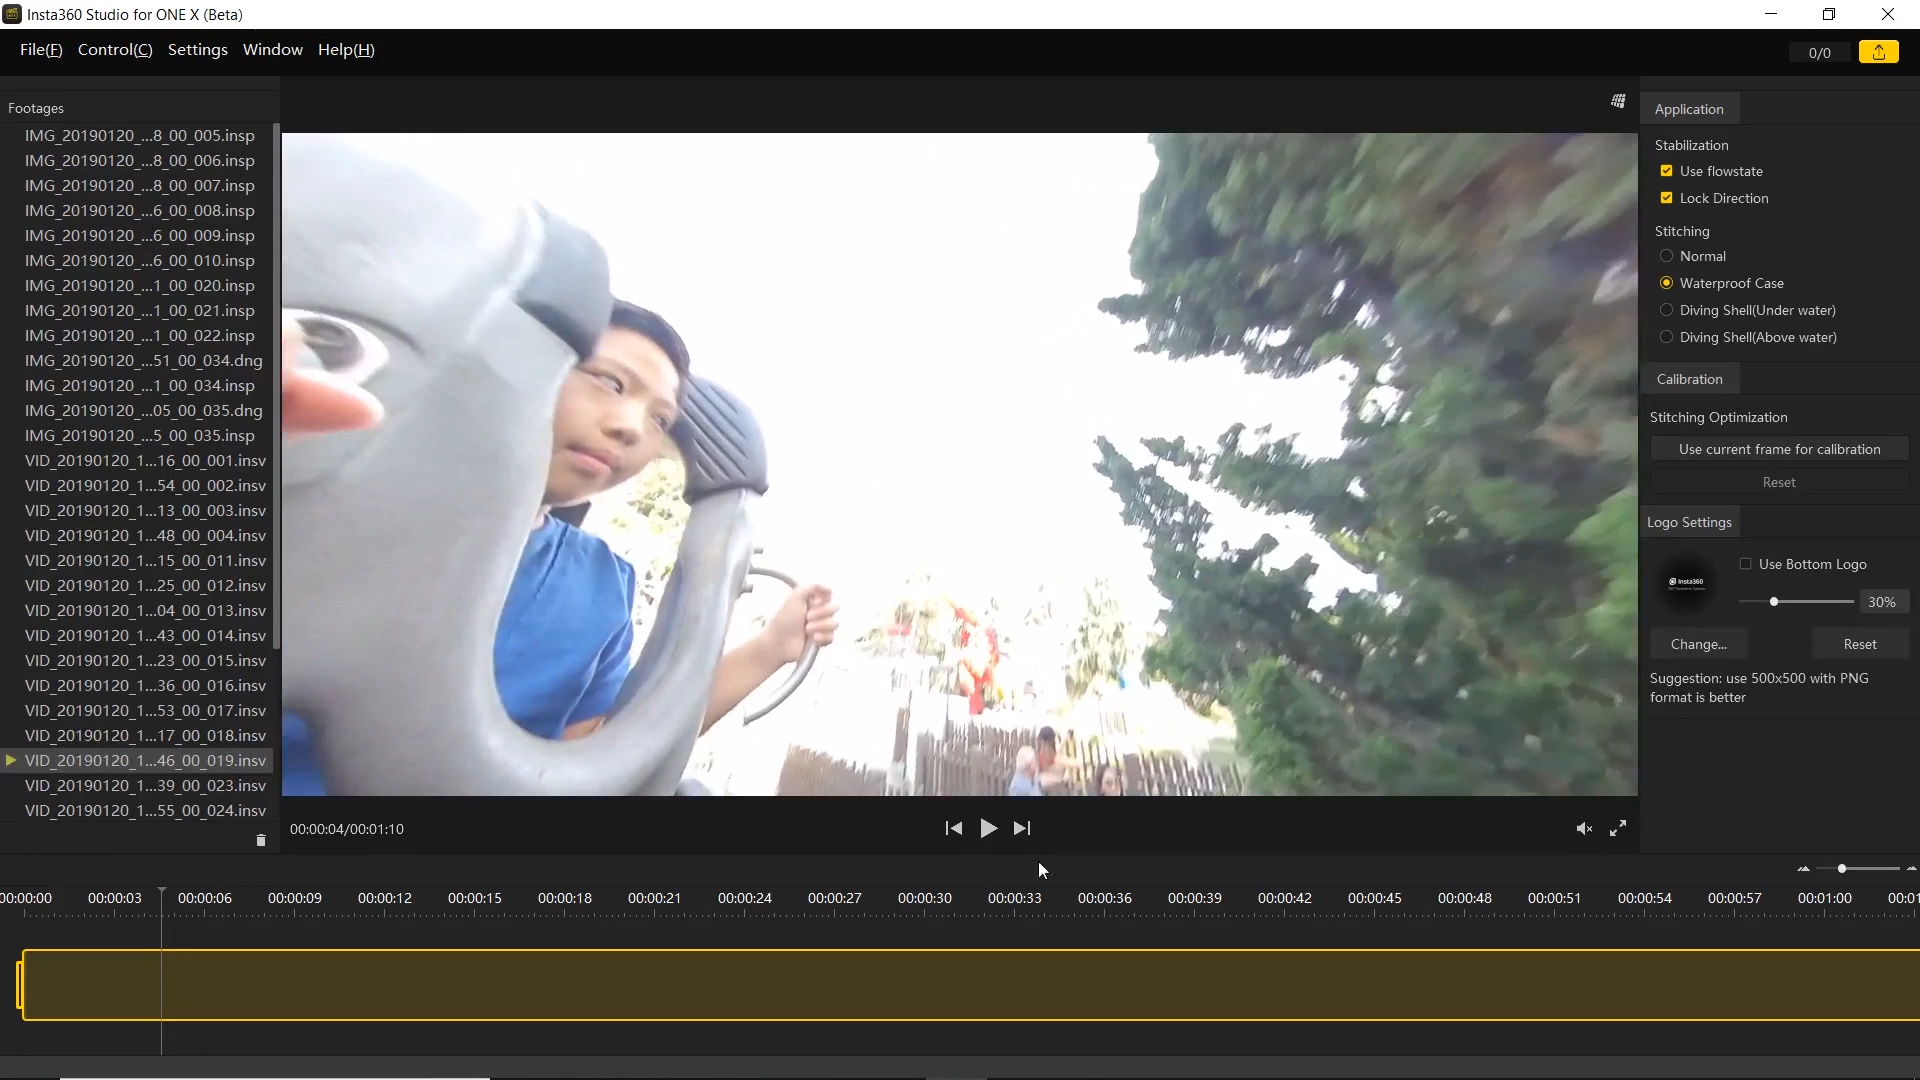 Insta360 Studio for ONE X (Beta)
File(F) Control(C) Settings Window Help(H)
0/0
Footages
IMG_20190120_...8_00_005.insp
IMG_20190120_...8_00_006.insp
IMG_20190120_...8_00_007.insp
IMG_20190120_...6_00_008.insp
IMG_20190120_...6_00_009.insp
IMG_20190120_...6_00_010.insp
IMG_20190120_...1_00_020.insp
IMG_20190120_...1_00_021.insp
IMG_20190120_...1_00_022.insp
IMG_20190120_...51_00_034.dng
IMG_20190120_...1_00_034.insp
IMG_20190120_...05_00_035.dng
IMG_20190120_...5_00_035.insp
VID_20190120_1...16_00_001.insv
VID_20190120_1...54_00_002.insv
VID_20190120_1...13_00_003.insv
VID_20190120_1...48_00_004.insv
VID_20190120_1...15_00_011.insv
VID_20190120_1...25_00_012.insv
VID_20190120_1...04_00_013.insv
VID_20190120_1...43_00_014.insv
VID_20190120_1...23_00_015.insv
VID_20190120_1...36_00_016.insv
VID_20190120_1...53_00_017.insv
VID_20190120_1...17_00_018.insv
VID_20190120_1...46_00_019.insv
VID_20190120_1...39_00_023.insv
VID_20190120_1...55_00_024.insv
Application
Stabilization
Use flowstate
Lock Direction
Stitching
Normal
Waterproof Case
Diving Shell(Under water)
Diving Shell(Above water)
Calibration
Stitching Optimization
Use current frame for calibration
Reset
Logo Settings
Insta360
Use Bottom Logo
30%
Change... Reset
Suggestion: use 500x500 with PNG
format is better
00:00:04/00:01:10
00:00:00 00:00:03 00:00:06 00:00:09 00:00:12 00:00:15 00:00:18 00:00:21 00:00:24 00:00:27 00:00:30 00:00:33 00:00:36 00:00:39 00:00:42 00:00:45 00:00:48 00:00:51 00:00:54 00:00:57 00:01:00 00:01